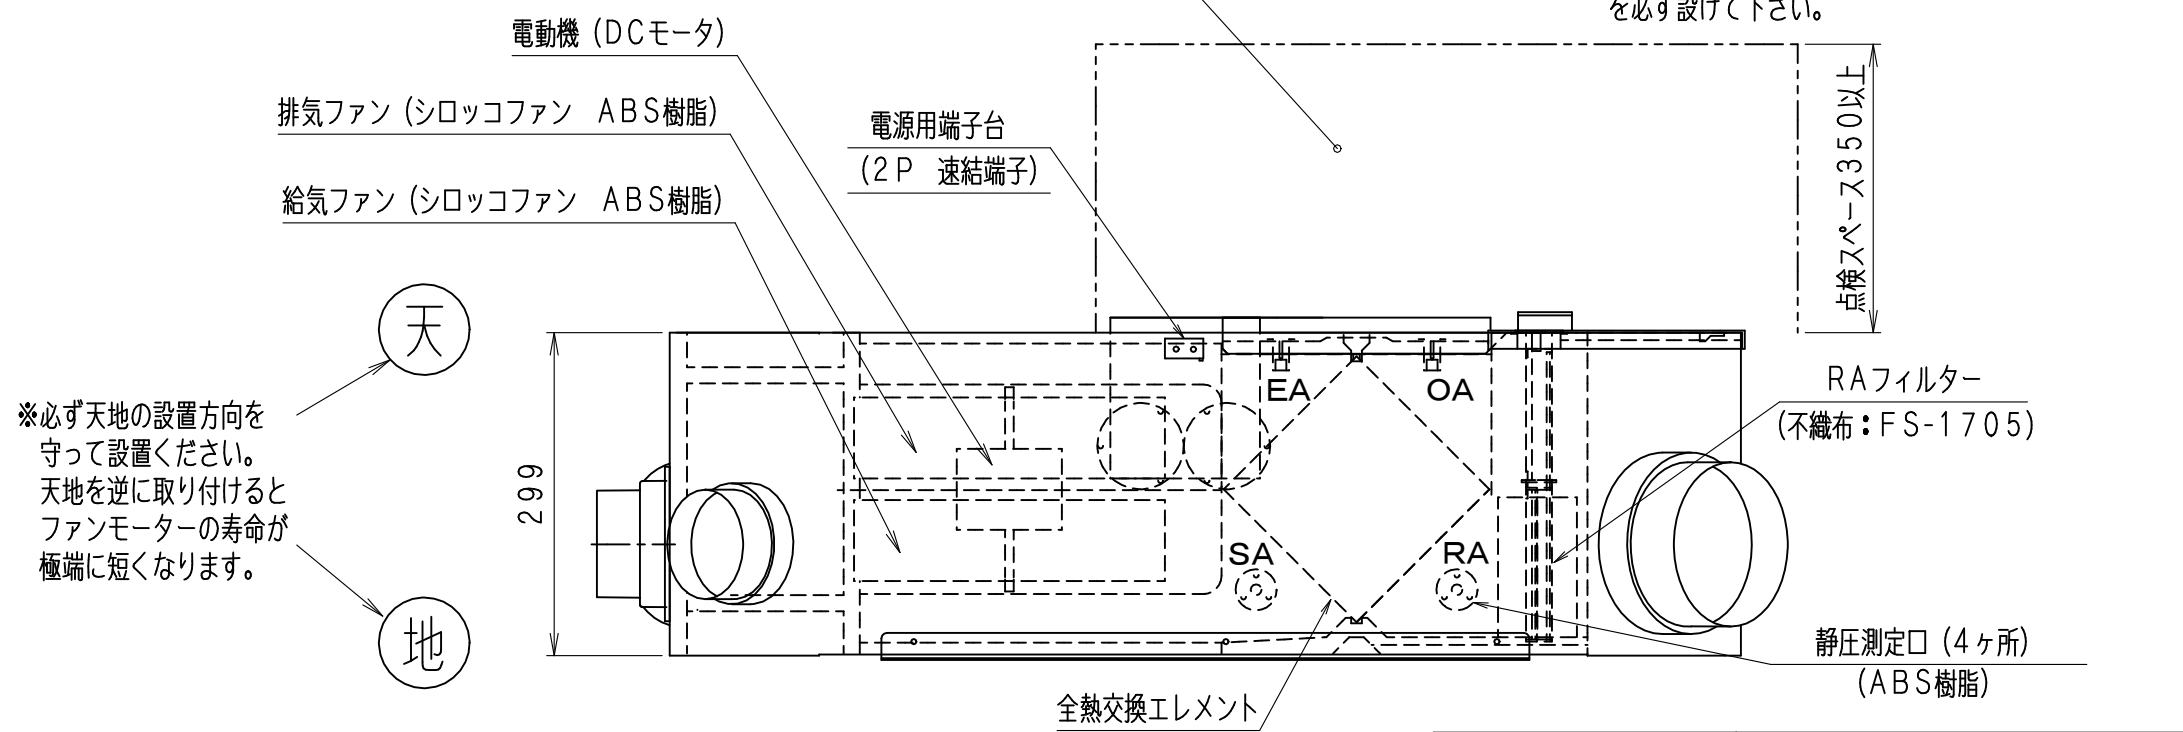 を必ず設けて下さい。
電動機（ＤＣモータ）
排気ファン（シロッコファン　ＡＢＳ樹脂）
電源用端子台
（２Ｐ　速結端子）
給気ファン（シロッコファン　ＡＢＳ樹脂）
点検スペース３５０以上
天
※必ず天地の設置方向を
守って設置ください。
天地を逆に取り付けると
ファンモーターの寿命が
極端に短くなります。
地
２９９
EA
OA
SA
RA
ＲＡフィルター
（不織布：ＦＳ-１７０５）
静圧測定口（４ヶ所）
（ＡＢＳ樹脂）
全熱交換エレメント